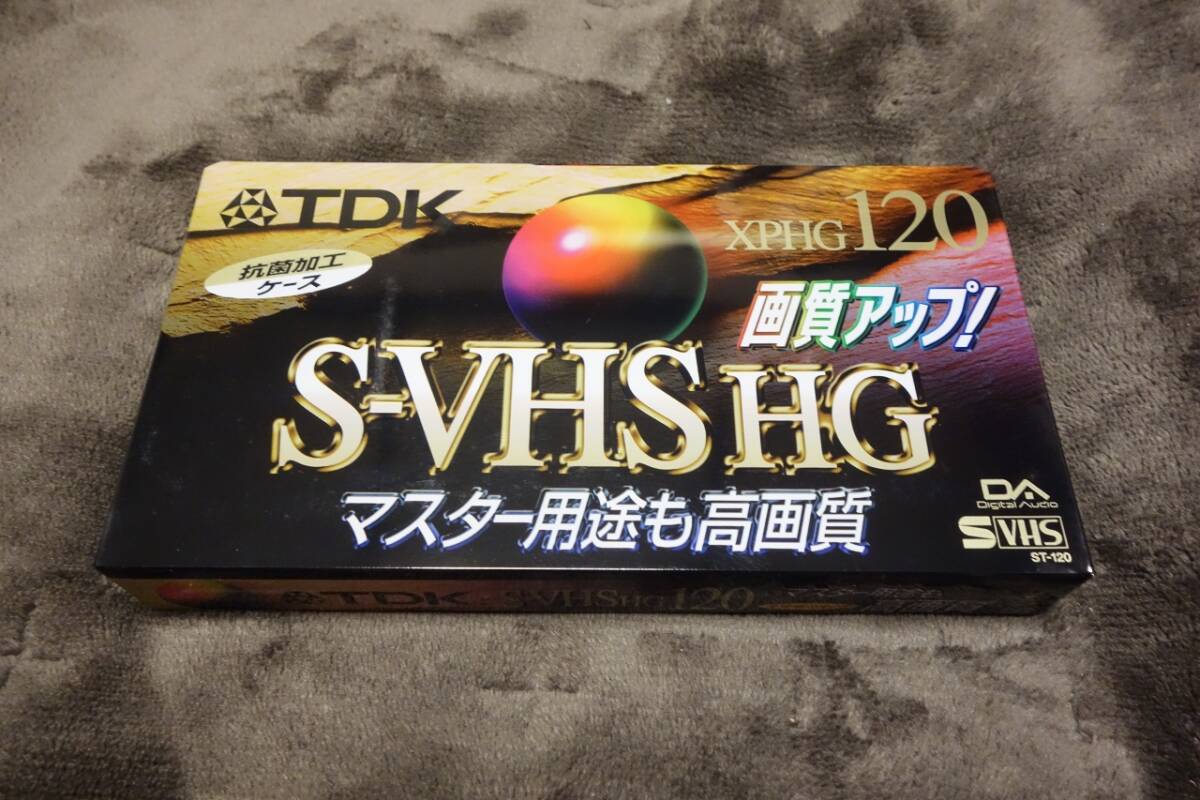 TDK
XPHG 120
抗菌加工
ケース
画質アップ!
S-VHS HG
マスター用途も高画質
DA
Digital Audio
S VHS
ST-120
TDK S-VHS HG 120